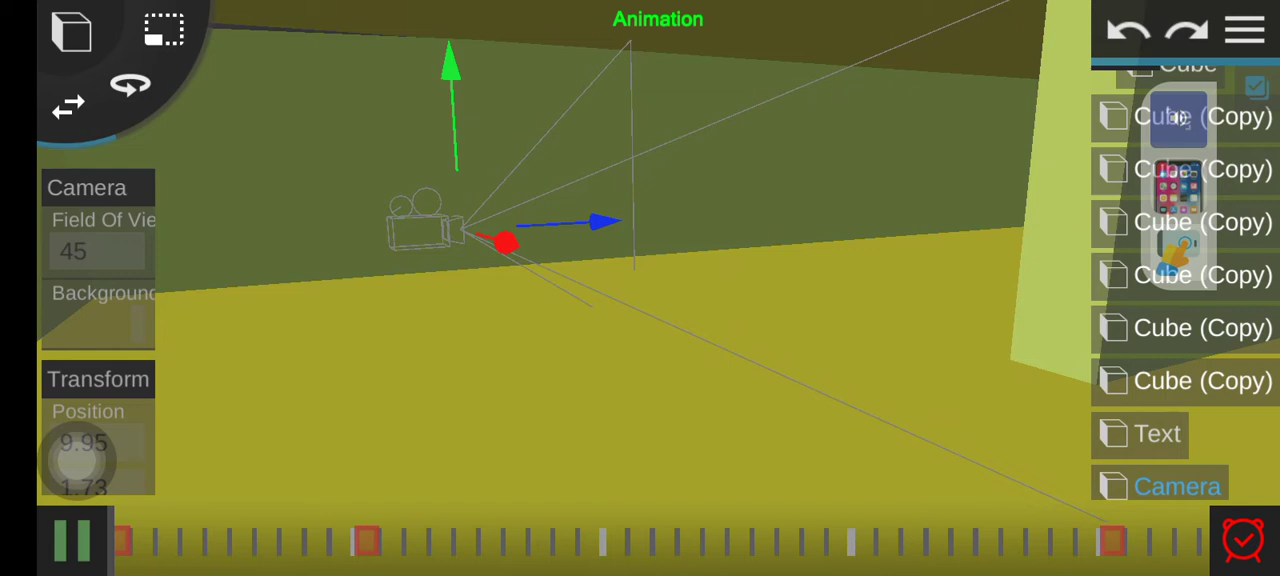 Animation
Cube
Cube (Copy)
Cube (Copy)
Cube (Copy)
Cube (Copy)
Cube (Copy)
Cube (Copy)
Text
Camera
Camera
Field Of Vie
45
Background
Transform
Position
9.95
1.73